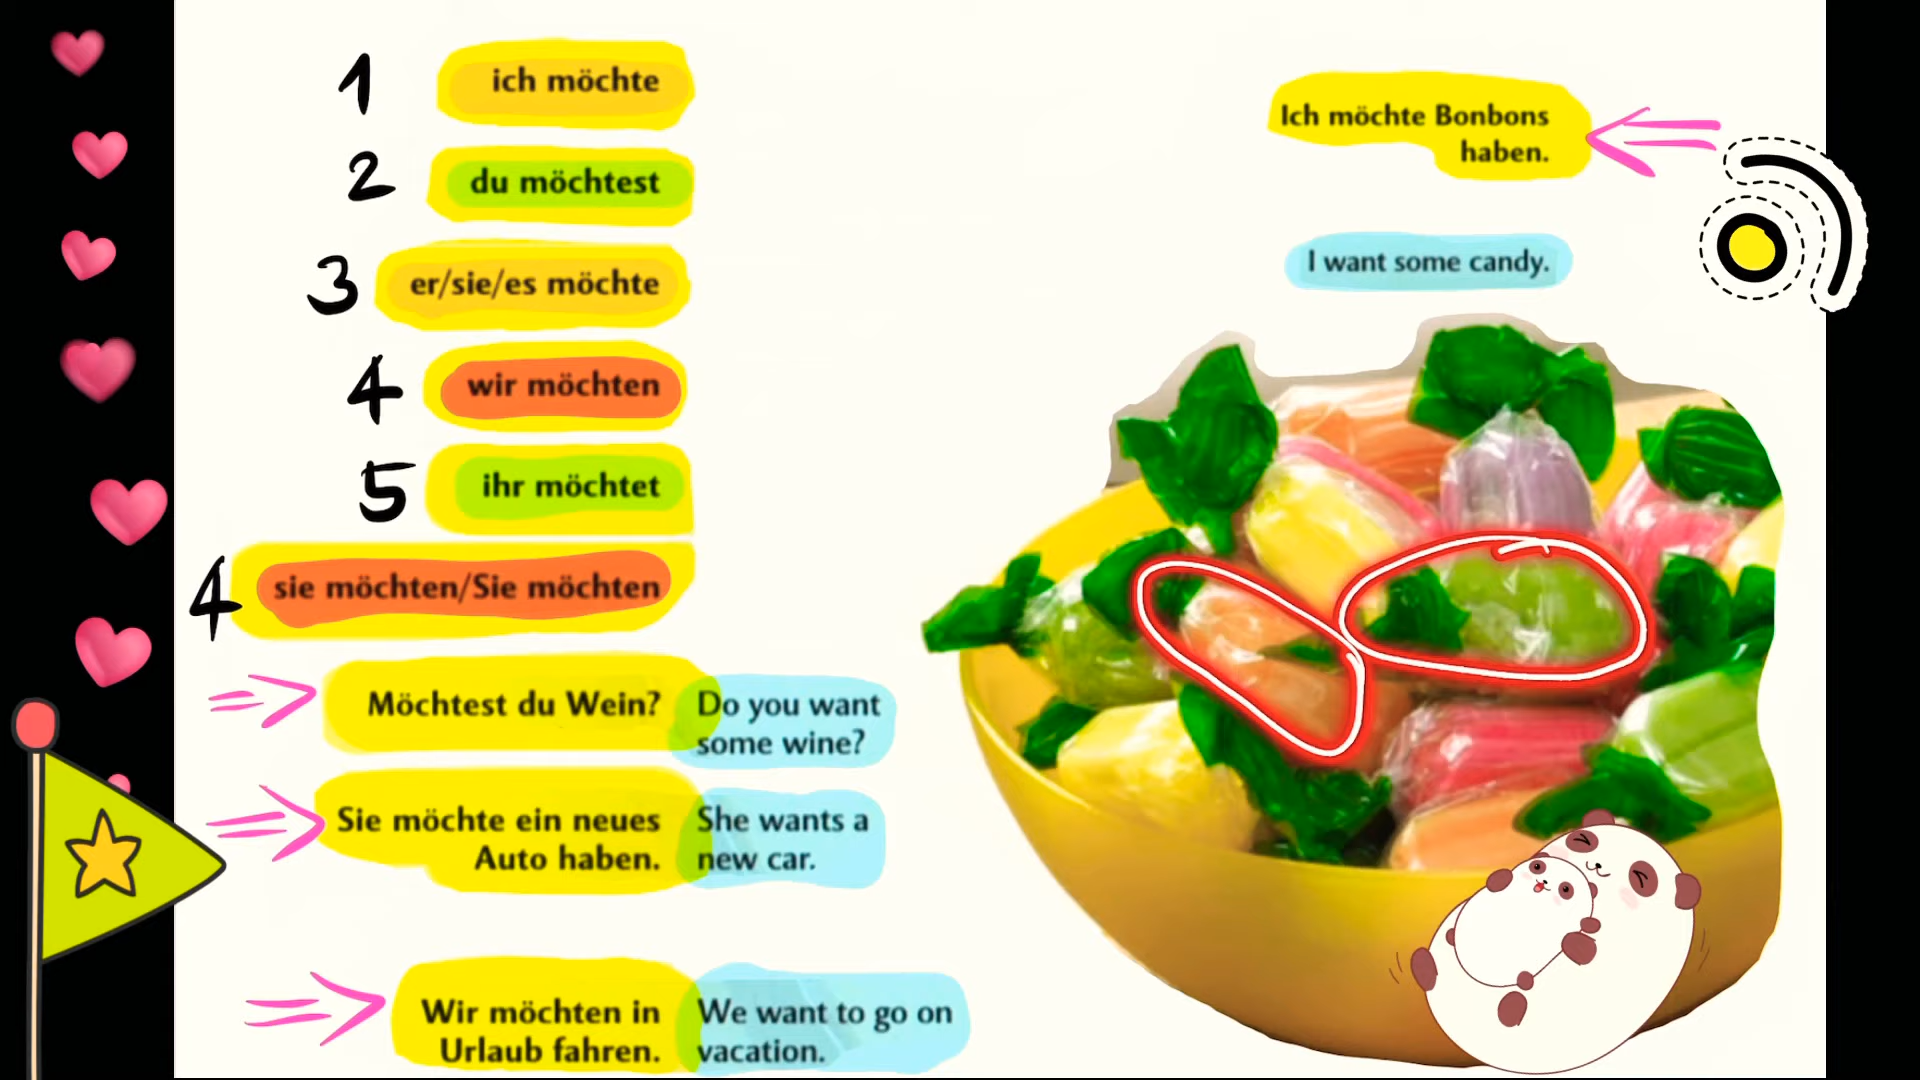 1
ich möchte
2
du möchtest
3
er/sie/es möchte
4
wir möchten
5
ihr möchtet
4
sie möchten/Sie möchten
Möchtest du Wein?
Do you want
some wine?
Sie möchte ein neues
Auto haben.
She wants a
new car.
Wir möchten in
Urlaub fahren.
We want to go on
vacation.
Ich möchte Bonbons
haben.
I want some candy.